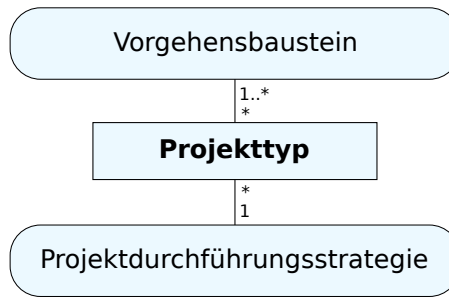 Vorgehensbaustein
1..*
*
Projekttyp
*
1
Projektdurchführungsstrategie